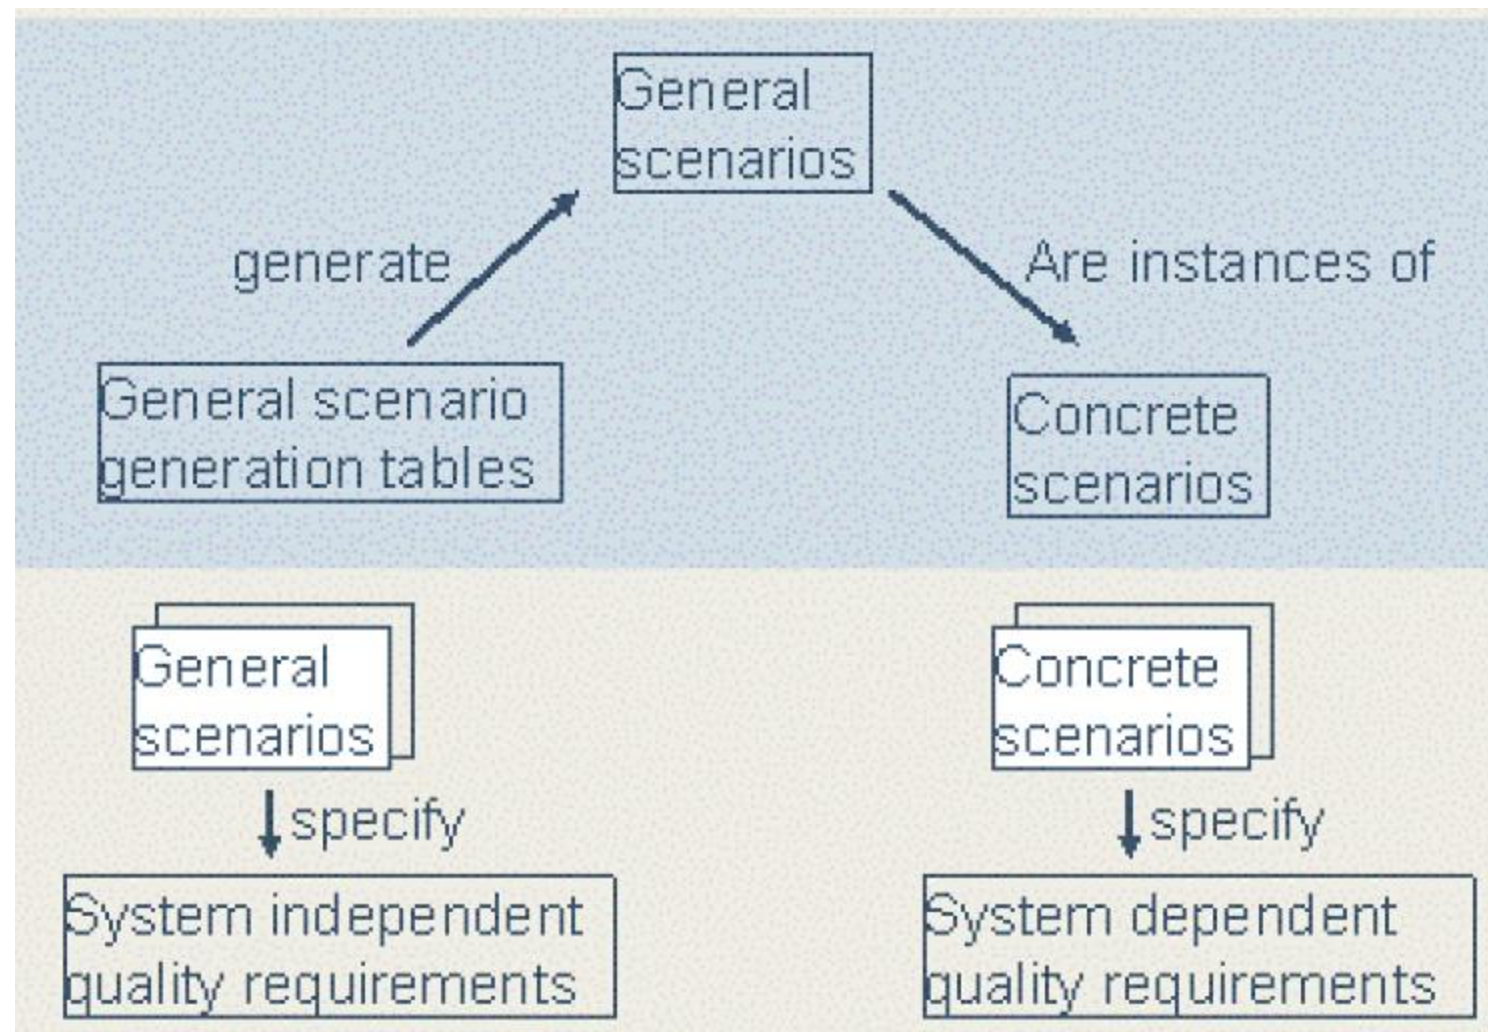 General
scenarios
generate
Are instances of
General scenario
generation tables
Concrete
scenarios
General
scenarios
Concrete
scenarios
specify
specify
System independent
quality requirements
System dependent
quality requirements